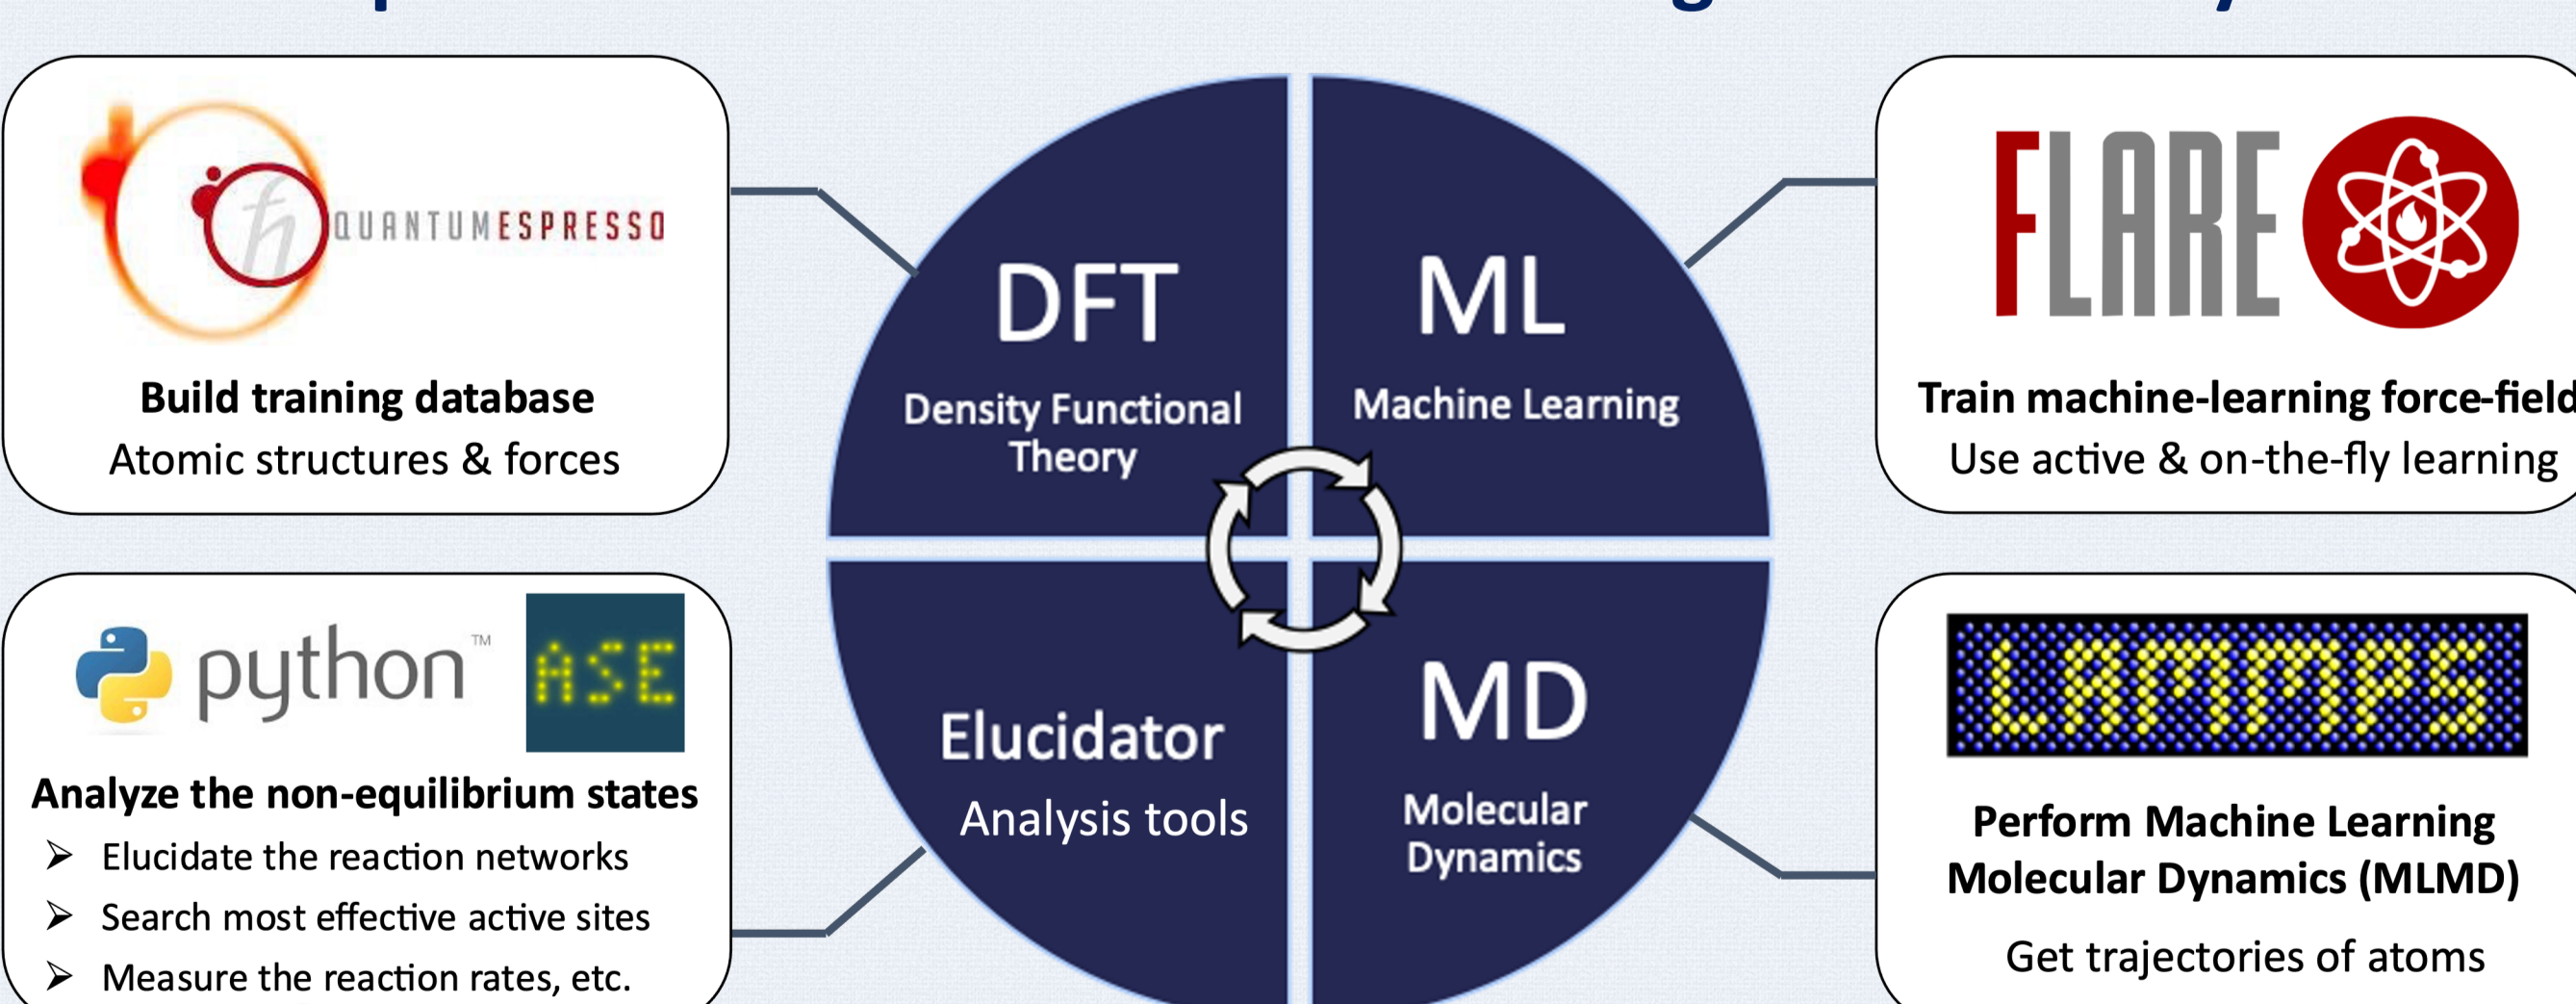 QUANTUMESPRESSO
Build training database
Atomic structures & forces
DFT
Density Functional
Theory
ML
Machine Learning
FLARE
Train machine-learning force-field
Use active & on-the-fly learning
python™
ASE
Analyze the non-equilibrium states
➢ Elucidate the reaction networks
➢ Search most effective active sites
➢ Measure the reaction rates, etc.
Elucidator
Analysis tools
MD
Molecular
Dynamics
LAMMPS
Perform Machine Learning
Molecular Dynamics (MLMD)
Get trajectories of atoms